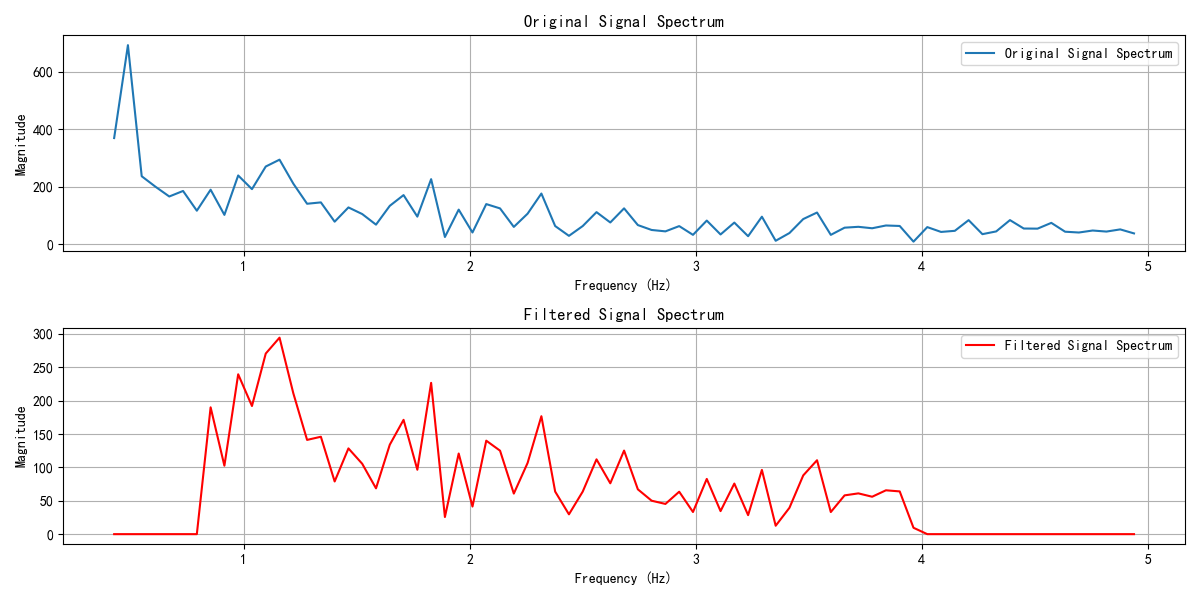 Original Signal Spectrum
Original Signal Spectrum
600
400
200
0
Magnitude
1 2 3 4 5
Frequency (Hz)
Filtered Signal Spectrum
Filtered Signal Spectrum
300
250
200
150
100
50
0
Magnitude
1 2 3 4 5
Frequency (Hz)